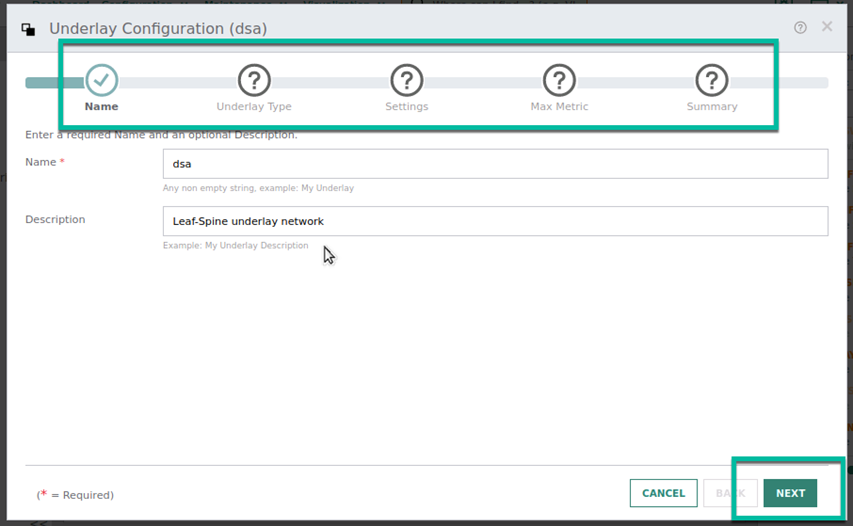 Underlay Configuration (dsa)
?
Name
? Underlay Type
? Settings
? Max Metric
? Summary
Enter a required Name and an optional Description.
Name * dsa
Any non empty string, example: My Underlay
Description Leaf-Spine underlay network
Example: My Underlay Description
(* = Required)
CANCEL BACK NEXT
<<